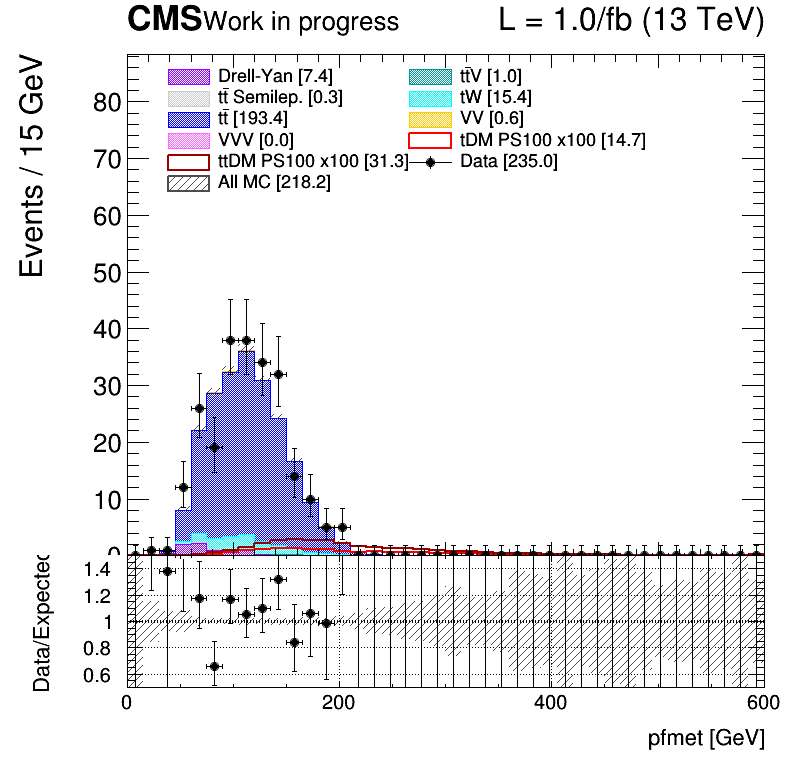 CMS Work in progress L = 1.0/fb (13 TeV)
Events / 15 GeV
Drell-Yan [7.4] tt̄V [1.0]
tt̄ Semilep. [0.3] tW [15.4]
tt̄ [193.4] VV [0.6]
VVV [0.0] tDM PS100 x100 [14.7]
ttDM PS100 x100 [31.3] Data [235.0]
All MC [218.2]
80
70
60
50
40
30
20
10
0
Data/Expected
1.4
1.2
1
0.8
0.6
0 200 400 600
pfmet [GeV]